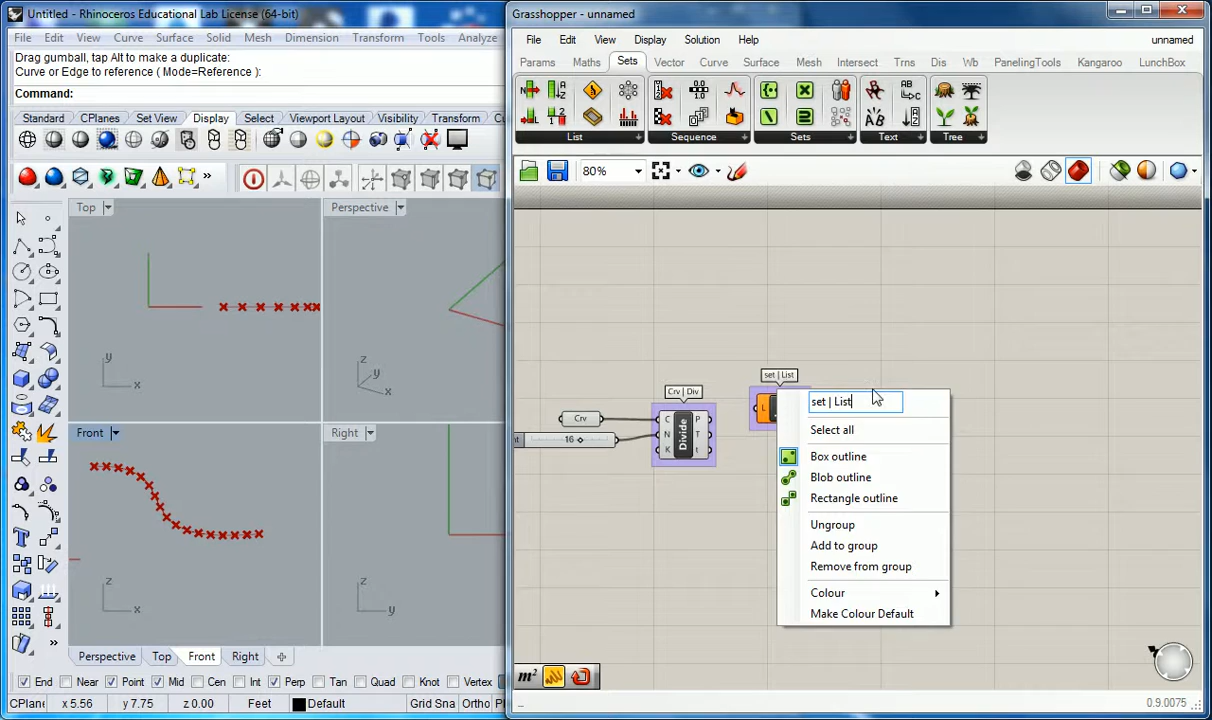 Untitled - Rhinoceros Educational Lab License (64-bit)
File Edit View Curve Surface Solid Mesh Dimension Transform Tools Analyze
Drag gumball, tap Alt to make a duplicate:
Curve or Edge to reference ( Mode=Reference ):
Command:
Standard CPlanes Set View Display Select Viewport Layout Visibility Transform
Top
y
x
Perspective
z
y
x
Front
z
x
Right
z
y
Perspective Top Front Right
End Near Point Mid Cen Int Perp Tan Quad Knot Vertex
CPlane x 5.56 y 7.75 z 0.00 Feet Default Grid Sna Ortho
Grasshopper - unnamed
File Edit View Display Solution Help unnamed
Params Maths Sets Vector Curve Surface Mesh Intersect Trns Dis Wb PanelingTools Kangaroo LunchBox
List Sequence Sets Text Tree
80%
set | List
Crv | Div
Crv
16
C
N
K
Divide
P
T
t
L
set | List
Select all
Box outline
Blob outline
Rectangle outline
Ungroup
Add to group
Remove from group
Colour
Make Colour Default
m²
0.9.0075